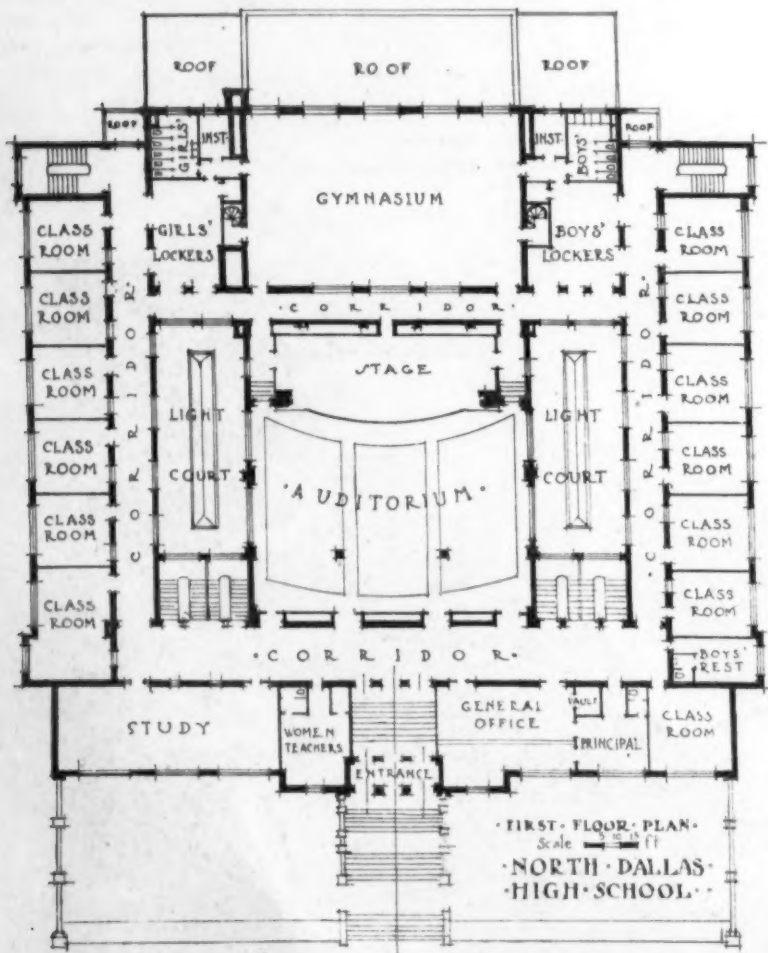 ROOF
ROOF
ROOF
ROOF
GIRLS'
INST
INST
BOYS'
ROOF
GYMNASIUM
CLASS
ROOM
GIRLS'
LOCKERS
BOYS'
LOCKERS
CLASS
ROOM
CLASS
ROOM
·CORRIDOR·
CLASS
ROOM
CORRIDOR·
·CORRIDOR·
STAGE
CLASS
ROOM
LIGHT
COURT
LIGHT
COURT
CLASS
ROOM
CLASS
ROOM
·AUDITORIUM·
CLASS
ROOM
CLASS
ROOM
CLASS
ROOM
CLASS
ROOM
CLASS
ROOM
·CORRIDOR·
BOYS'
REST
STUDY
WOMEN
TEACHERS
GENERAL
OFFICE
VAULT
PRINCIPAL
CLASS
ROOM
ENTRANCE
·FIRST·FLOOR·PLAN·
Scale 5 10 15 ft
·NORTH·DALLAS·
·HIGH·SCHOOL··